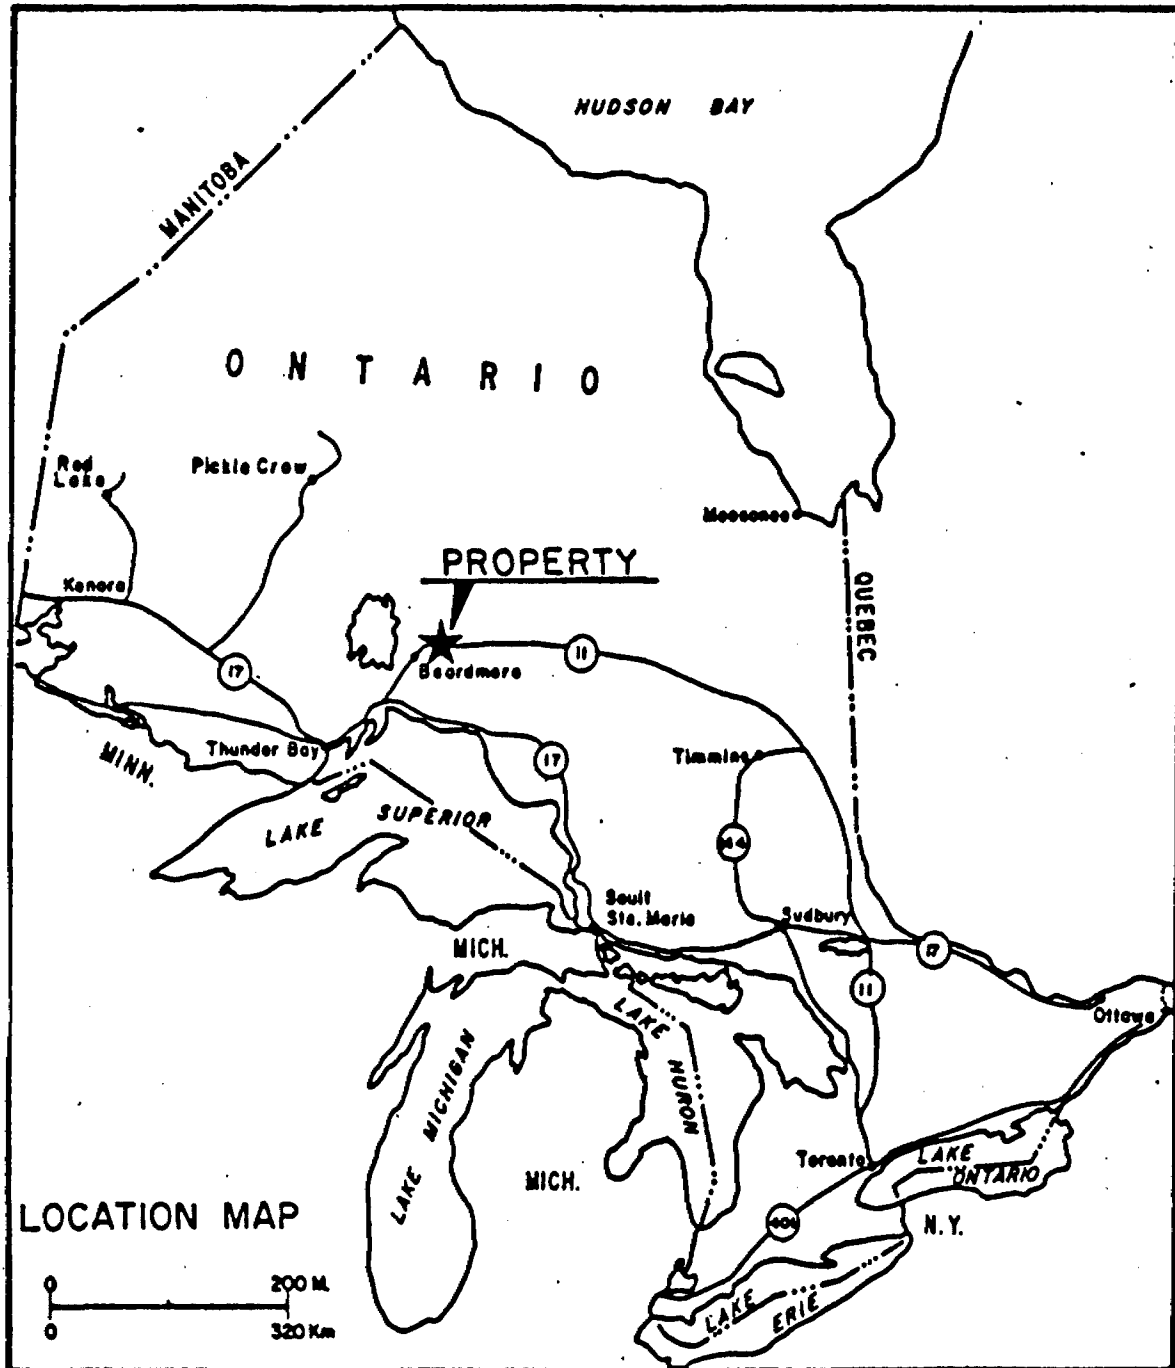 HUDSON BAY
MANITOBA
ONTARIO
Red
Lake
Pickle Crow
Moosonee
PROPERTY
Kenora
QUEBEC
17
11
Beardmore
Thunder Bay
MINN.
Timmins
17
LAKE SUPERIOR
144
Sault
Ste. Marie
Sudbury
MICH.
17
11
LAKE HURON
Ottawa
LAKE MICHIGAN
Toronto
LAKE
ONTARIO
MICH.
LOCATION MAP
401
N.Y.
0 200 M.
0 320 Km
LAKE
ERIE